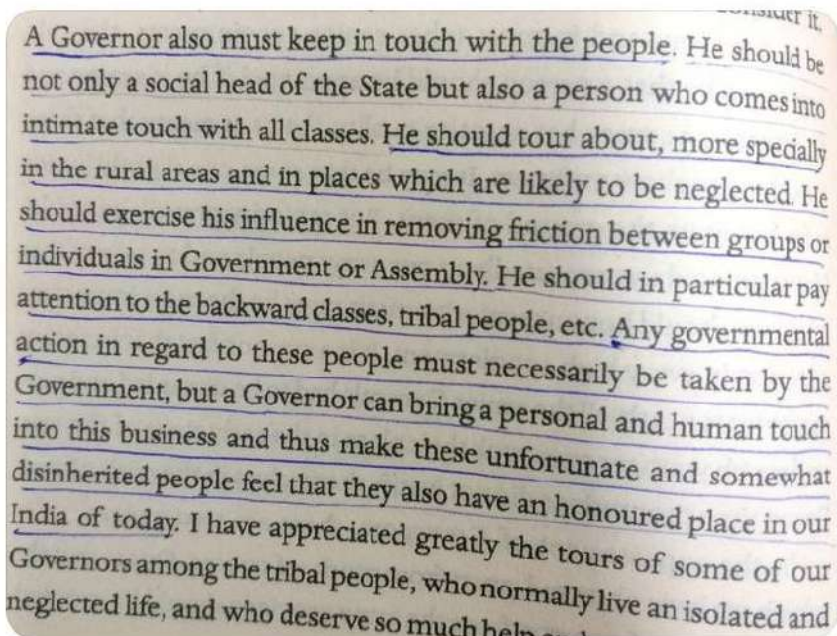 it.
A Governor also must keep in touch with the people. He should be
not only a social head of the State but also a person who comes into
intimate touch with all classes. He should tour about, more specially
in the rural areas and in places which are likely to be neglected. He
should exercise his influence in removing friction between groups or
individuals in Government or Assembly. He should in particular pay
attention to the backward classes, tribal people, etc. Any governmental
action in regard to these people must necessarily be taken by the
Government, but a Governor can bring a personal and human touch
into this business and thus make these unfortunate and somewhat
disinherited people feel that they also have an honoured place in our
India of today. I have appreciated greatly the tours of some of our
Governors among the tribal people, who normally live an isolated and
neglected life, and who deserve so much help